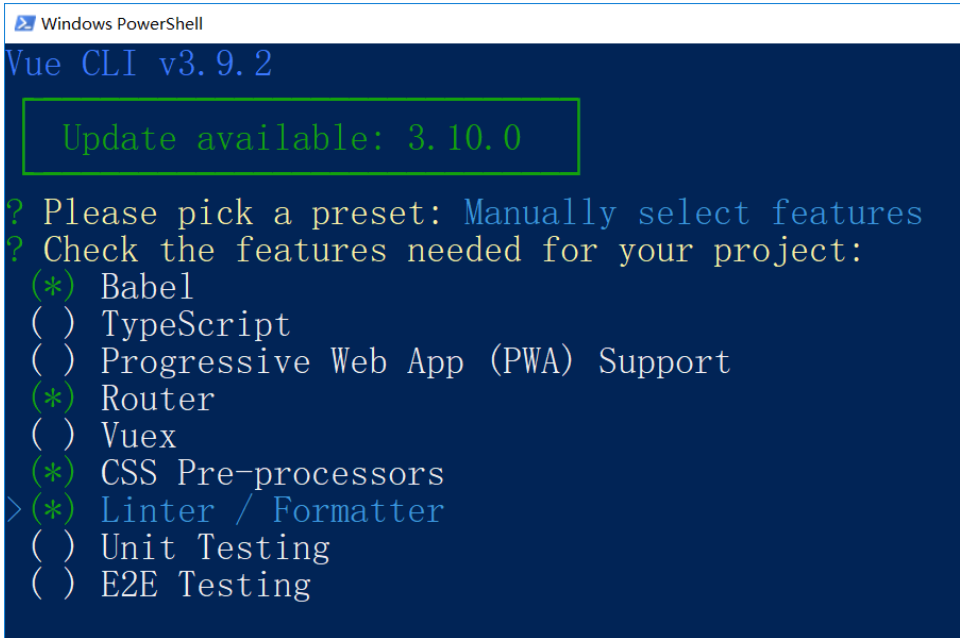 Windows PowerShell
Vue CLI v3.9.2
Update available: 3.10.0
? Please pick a preset: Manually select features
? Check the features needed for your project:
(*) Babel
( ) TypeScript
( ) Progressive Web App (PWA) Support
(*) Router
( ) Vuex
(*) CSS Pre-processors
>(*) Linter / Formatter
( ) Unit Testing
( ) E2E Testing